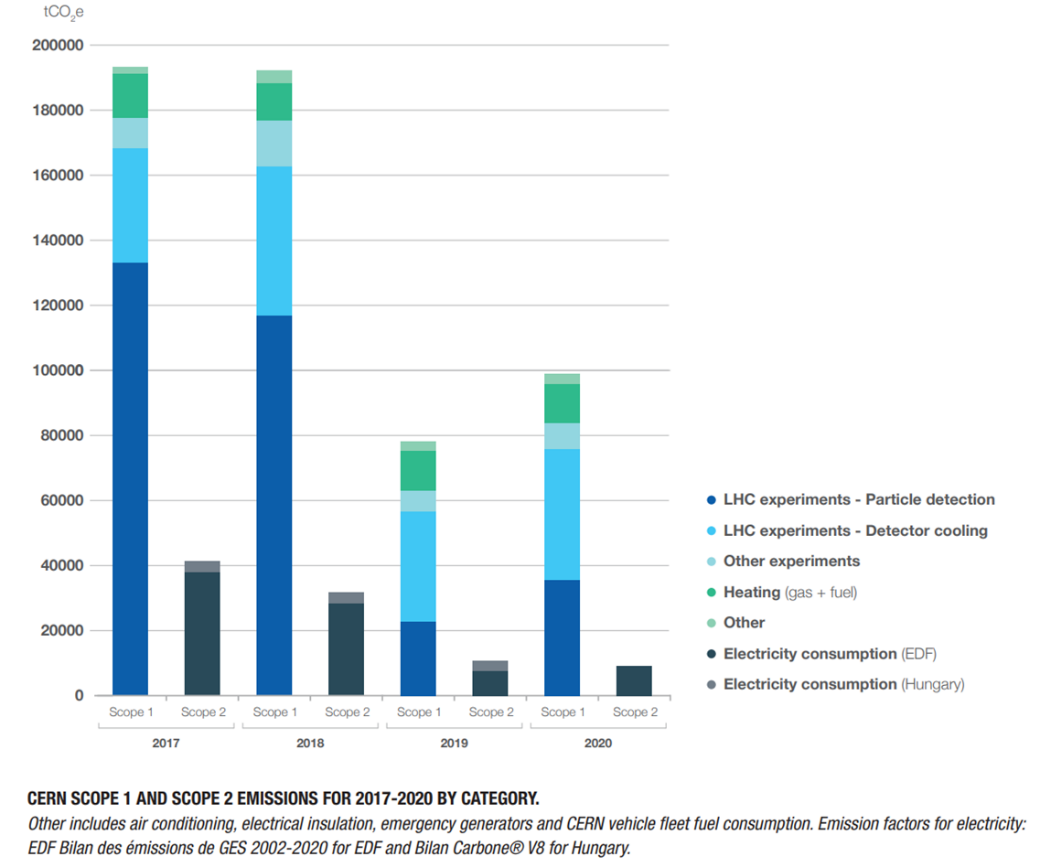 tCO₂e
200000
180000
160000
140000
120000
100000
80000
60000
40000
20000
0
Scope 1 Scope 2 Scope 1 Scope 2 Scope 1 Scope 2 Scope 1 Scope 2
2017 2018 2019 2020
LHC experiments - Particle detection
LHC experiments - Detector cooling
Other experiments
Heating (gas + fuel)
Other
Electricity consumption (EDF)
Electricity consumption (Hungary)
CERN SCOPE 1 AND SCOPE 2 EMISSIONS FOR 2017-2020 BY CATEGORY.
Other includes air conditioning, electrical insulation, emergency generators and CERN vehicle fleet fuel consumption. Emission factors for electricity:
EDF Bilan des émissions de GES 2002-2020 for EDF and Bilan Carbone® V8 for Hungary.